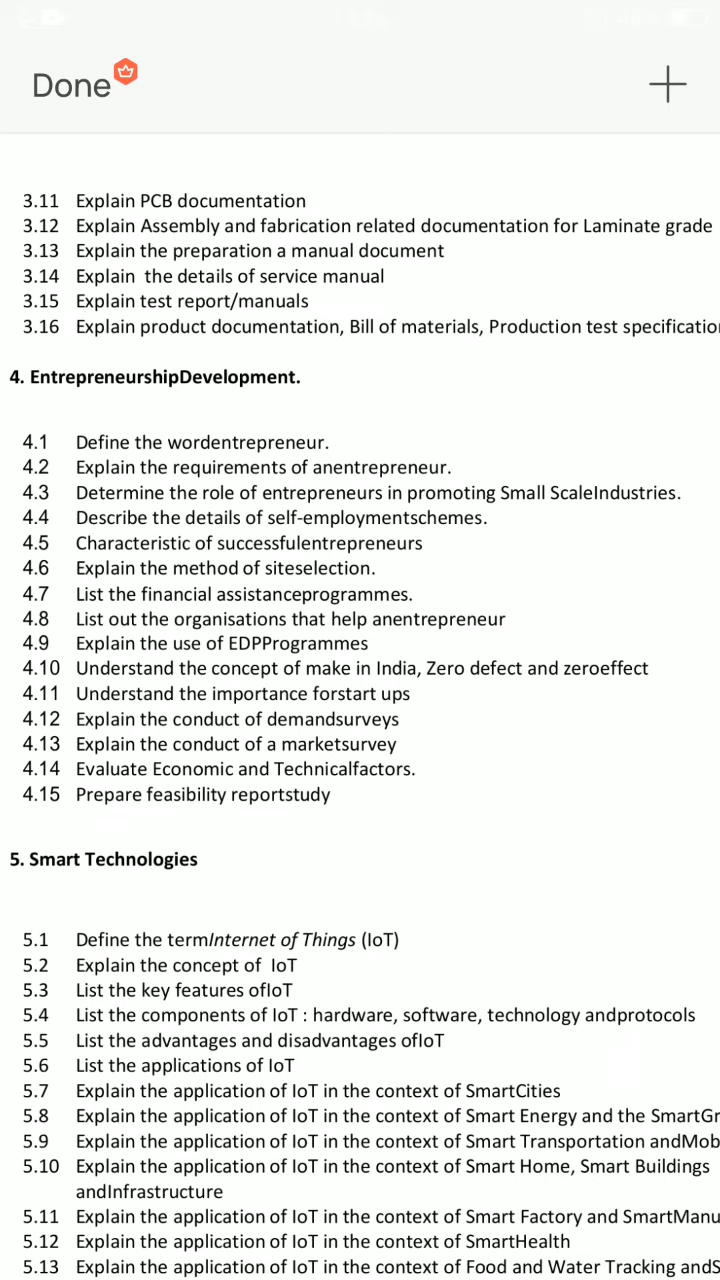 Done
3.11 Explain PCB documentation
3.12 Explain Assembly and fabrication related documentation for Laminate grade
3.13 Explain the preparation a manual document
3.14 Explain the details of service manual
3.15 Explain test report/manuals
3.16 Explain product documentation, Bill of materials, Production test specificatio
4. EntrepreneurshipDevelopment.
4.1 Define the wordentrepreneur.
4.2 Explain the requirements of anentrepreneur.
4.3 Determine the role of entrepreneurs in promoting Small ScaleIndustries.
4.4 Describe the details of self-employmentschemes.
4.5 Characteristic of successfulentrepreneurs
4.6 Explain the method of siteselection.
4.7 List the financial assistanceprogrammes.
4.8 List out the organisations that help anentrepreneur
4.9 Explain the use of EDPProgrammes
4.10 Understand the concept of make in India, Zero defect and zeroeffect
4.11 Understand the importance forstart ups
4.12 Explain the conduct of demandsurveys
4.13 Explain the conduct of a marketsurvey
4.14 Evaluate Economic and Technicalfactors.
4.15 Prepare feasibility reportstudy
5. Smart Technologies
5.1 Define the termInternet of Things (IoT)
5.2 Explain the concept of IoT
5.3 List the key features ofIoT
5.4 List the components of IoT : hardware, software, technology andprotocols
5.5 List the advantages and disadvantages ofIoT
5.6 List the applications of IoT
5.7 Explain the application of IoT in the context of SmartCities
5.8 Explain the application of IoT in the context of Smart Energy and the SmartGr
5.9 Explain the application of IoT in the context of Smart Transportation andMob
5.10 Explain the application of IoT in the context of Smart Home, Smart Buildings
andInfrastructure
5.11 Explain the application of IoT in the context of Smart Factory and SmartManu
5.12 Explain the application of IoT in the context of SmartHealth
5.13 Explain the application of IoT in the context of Food and Water Tracking andS